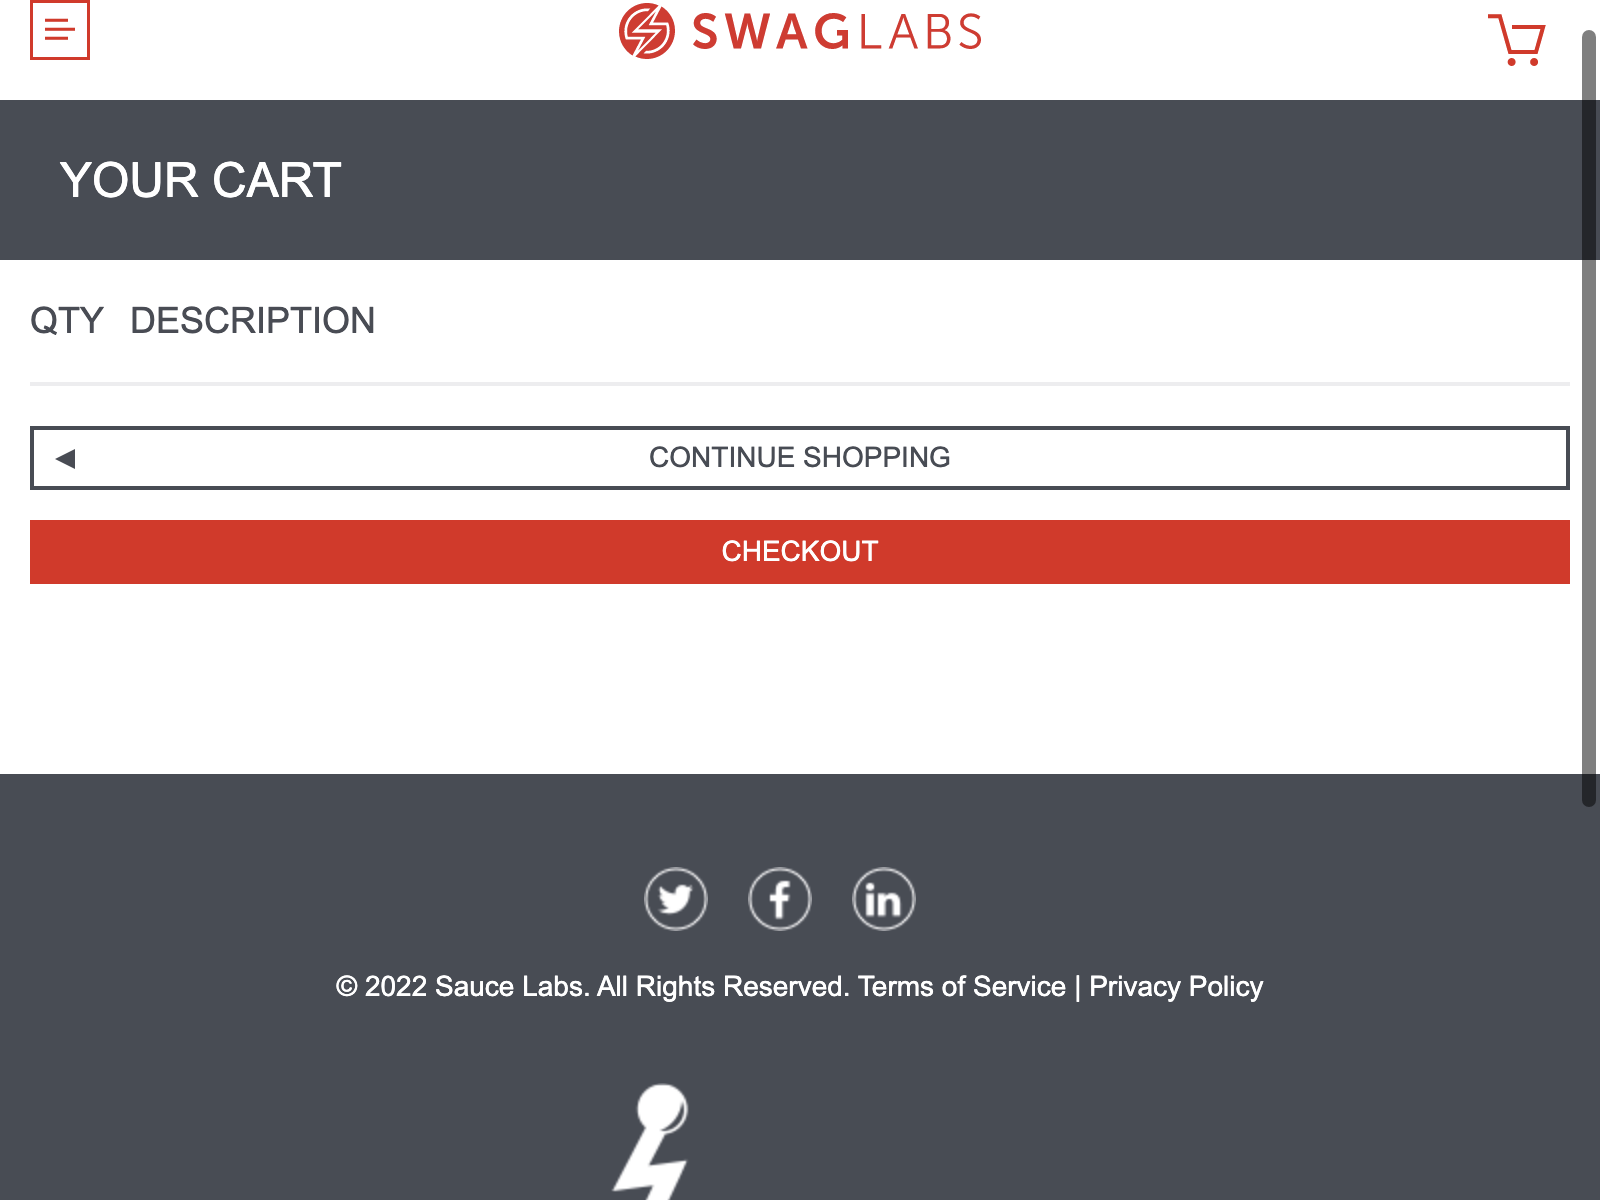 SWAGLABS
YOUR CART
QTY DESCRIPTION
CONTINUE SHOPPING
CHECKOUT
© 2022 Sauce Labs. All Rights Reserved. Terms of Service | Privacy Policy